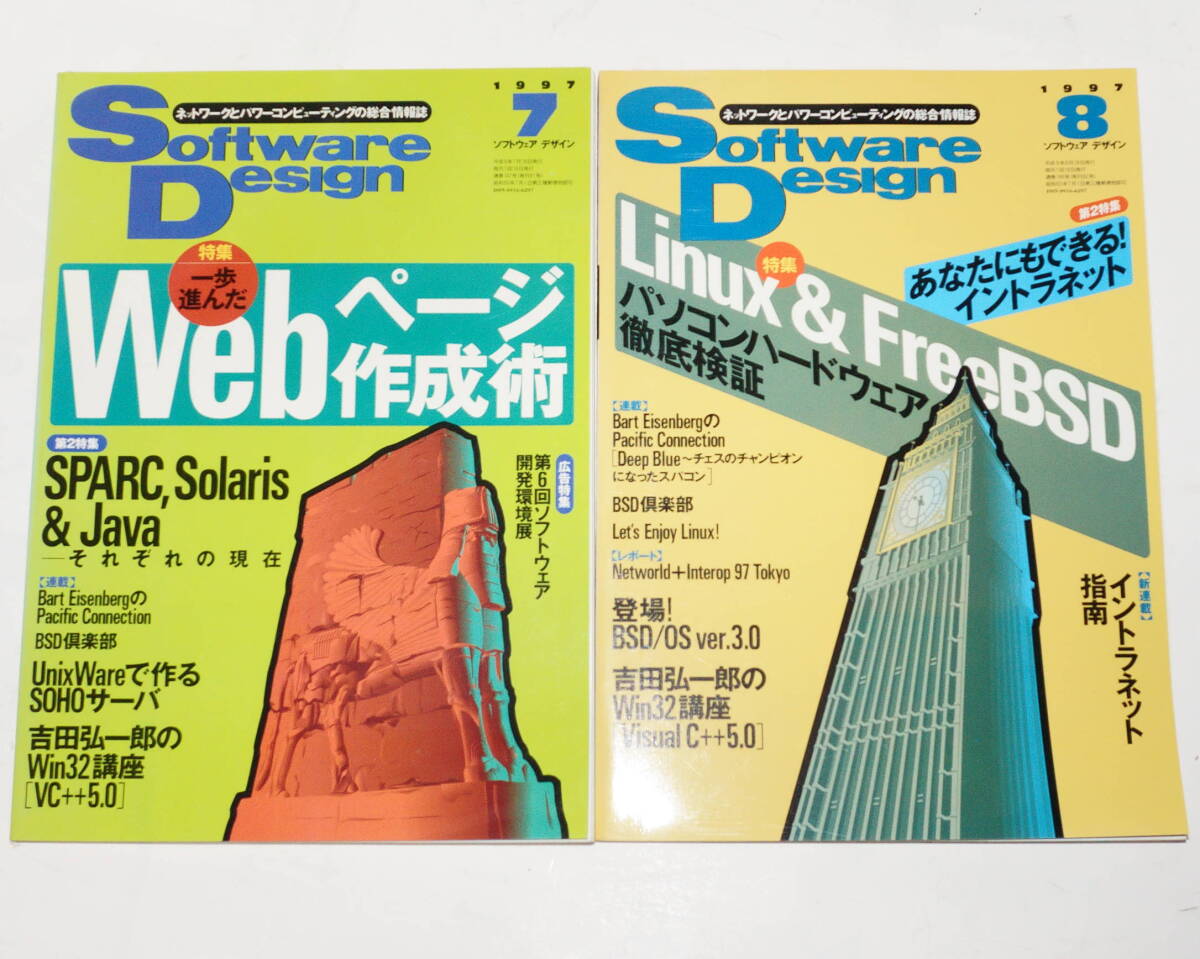 1997
7
ネットワークとパワーコンピューティングの総合情報誌
Software
Design
ソフトウェア デザイン
特集
一歩
進んだ
Webページ
作成術
第2特集
SPARC, Solaris
& Java
—それぞれの現在
広告特集
第6回ソフトウェア
開発環境展
【連載】
Bart Eisenbergの
Pacific Connection
BSD倶楽部
UnixWareで作る
SOHOサーバ
吉田弘一郎の
Win32講座
[VC++5.0]
1997
8
ネットワークとパワーコンピューティングの総合情報誌
Software
Design
ソフトウェア デザイン
第2特集
あなたにもできる!
イントラネット
特集
Linux & FreeBSD
パソコンハードウェア
徹底検証
【連載】
Bart Eisenbergの
Pacific Connection
[Deep Blue〜チェスのチャンピオン
になったスパコン]
BSD倶楽部
Let's Enjoy Linux!
【レポート】
Networld+Interop 97 Tokyo
登場!
BSD/OS ver.3.0
吉田弘一郎の
Win32講座
[Visual C++5.0]
【新連載】
イントラネット
指南